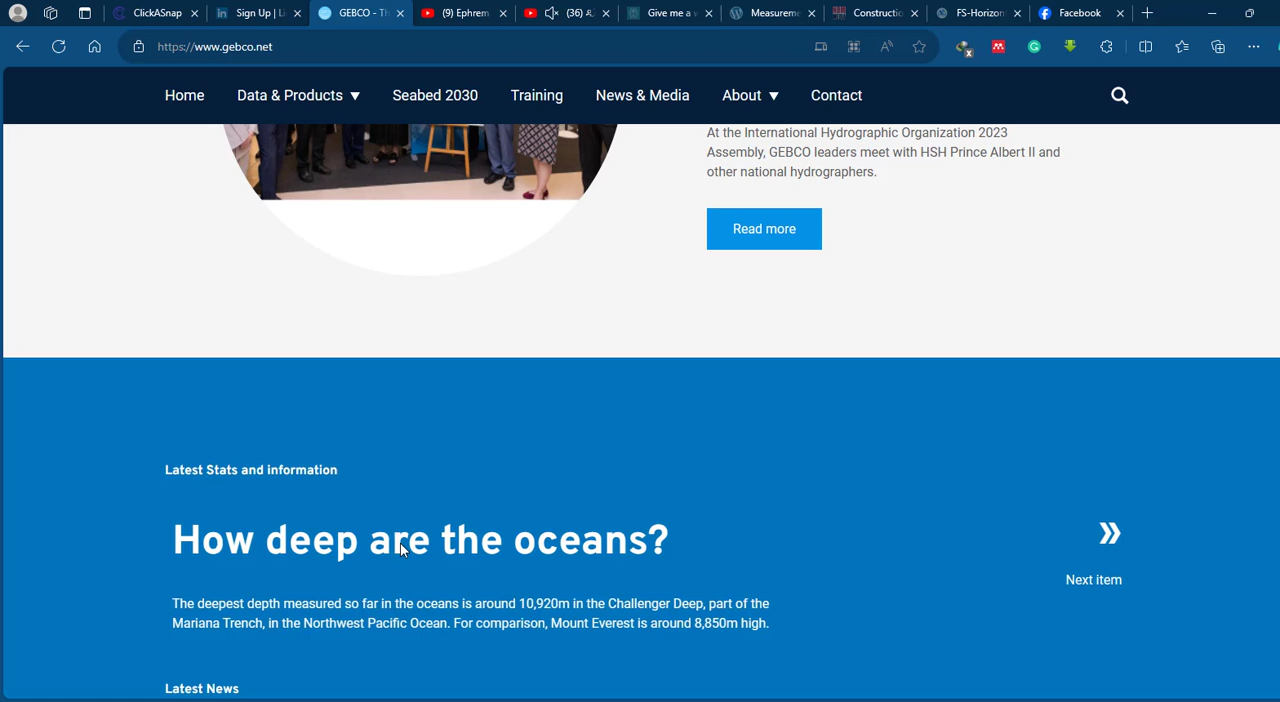 ClickASnap
Sign Up | Li
GEBCO - Th
(9) Ephrem
(36)
Give me a w
Measureme
Constructio
FS-Horizon
Facebook
https://www.gebco.net
Home
Data & Products ▼
Seabed 2030
Training
News & Media
About ▼
Contact
At the International Hydrographic Organization 2023
Assembly, GEBCO leaders meet with HSH Prince Albert II and
other national hydrographers.
Read more
Latest Stats and information
How deep are the oceans?
»
Next item
The deepest depth measured so far in the oceans is around 10,920m in the Challenger Deep, part of the
Mariana Trench, in the Northwest Pacific Ocean. For comparison, Mount Everest is around 8,850m high.
Latest News